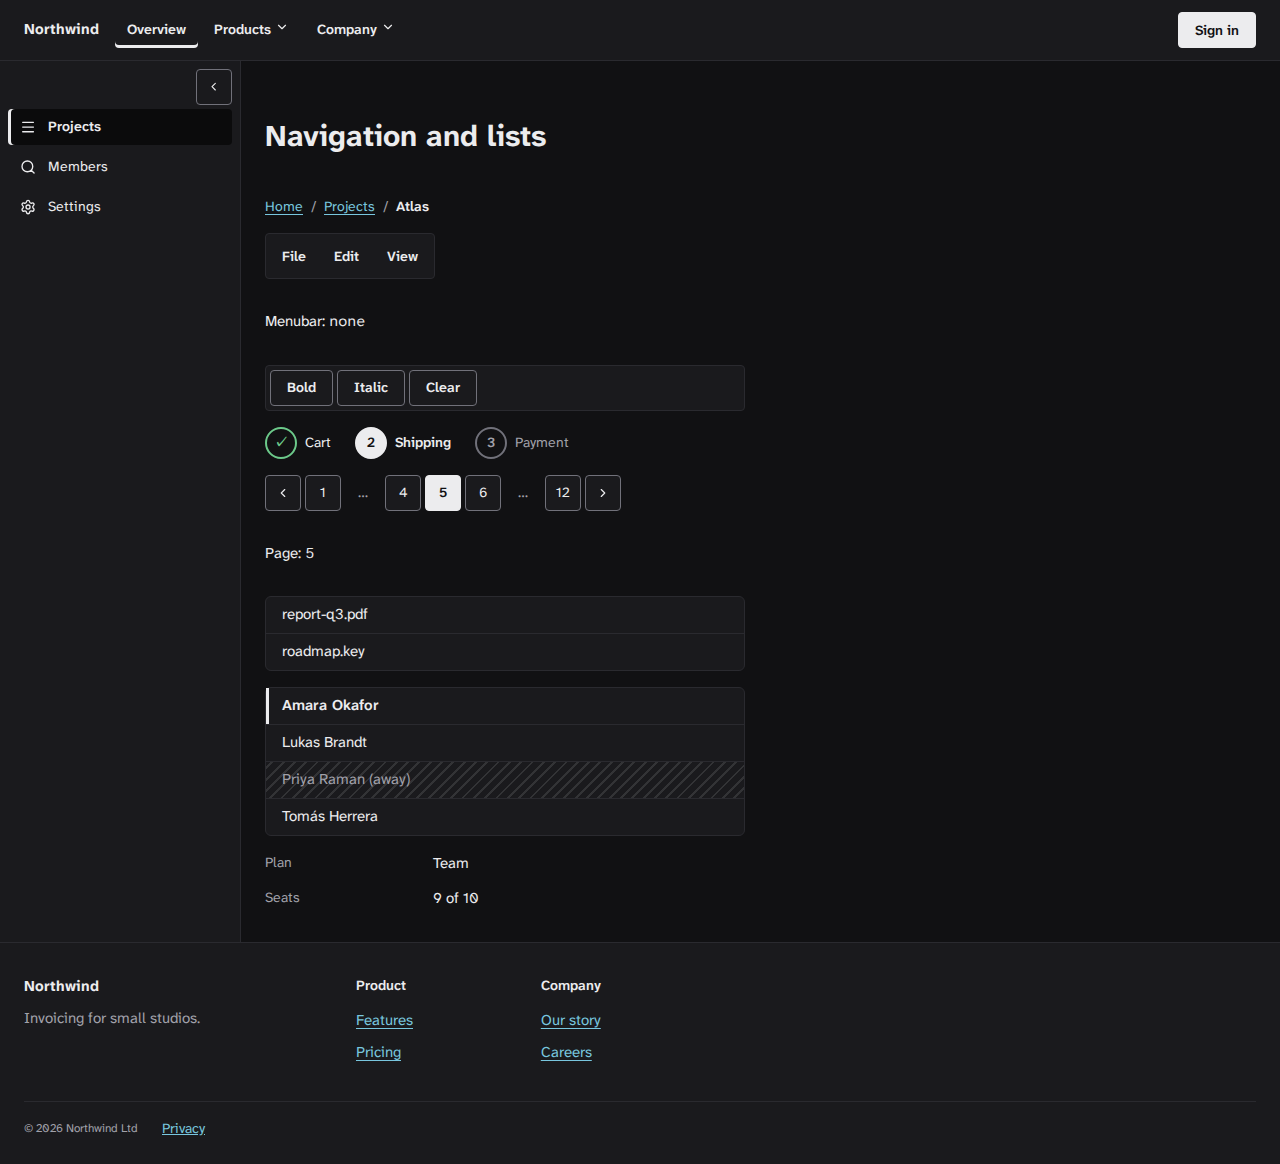 Northwind Overview Products Company Sign in
Projects
Members
Settings
Navigation and lists
Home / Projects / Atlas
File Edit View
Menubar: none
Bold Italic Clear
✓ Cart 2 Shipping 3 Payment
1 … 4 5 6 … 12
Page: 5
report-q3.pdf
roadmap.key
Amara Okafor
Lukas Brandt
Priya Raman (away)
Tomás Herrera
Plan Team
Seats 9 of 10
Northwind Product Company
Invoicing for small studios. Features Our story
Pricing Careers
© 2026 Northwind Ltd Privacy